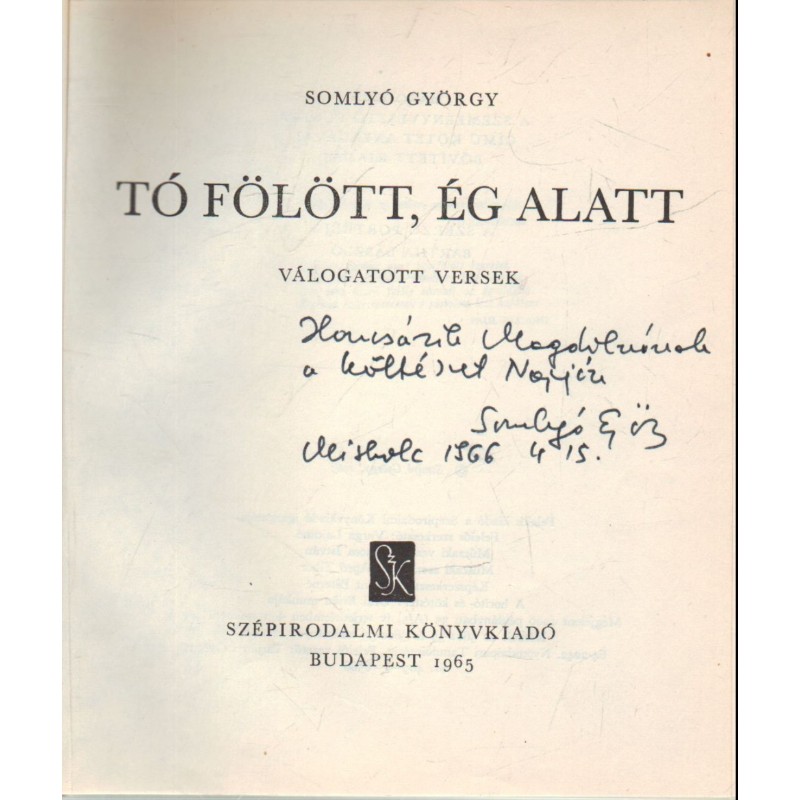 SOMLYÓ GYÖRGY
TÓ FÖLÖTT, ÉG ALATT
VÁLOGATOTT VERSEK
Magdolnának
a költészet Napján
Somlyó György
Miskolc 1966 4 15.
SZK
SZÉPIRODALMI KÖNYVKIADÓ
BUDAPEST 1965